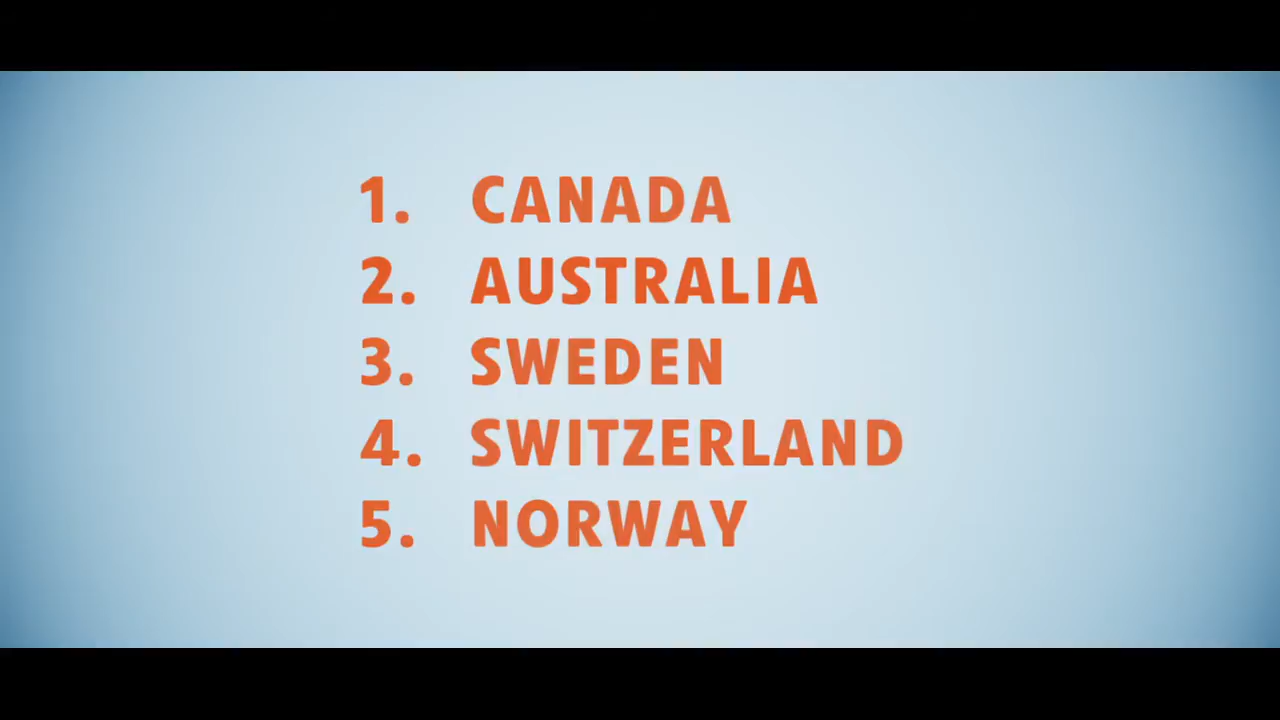 1. CANADA
2. AUSTRALIA
3. SWEDEN
4. SWITZERLAND
5. NORWAY